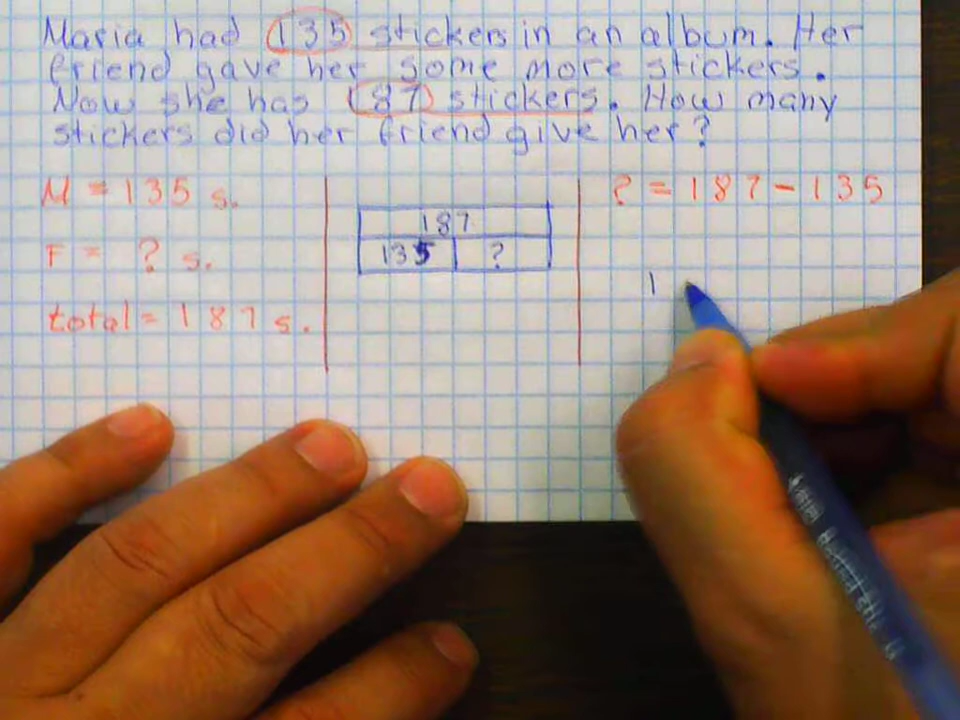 Maria had 135 stickers in an album. Her
friend gave her some more stickers.
Now she has 187 stickers. How many
stickers did her friend give her?
M = 135 s.
F = ? s.
total = 187 s.
187
135 ?
? = 187 - 135
1